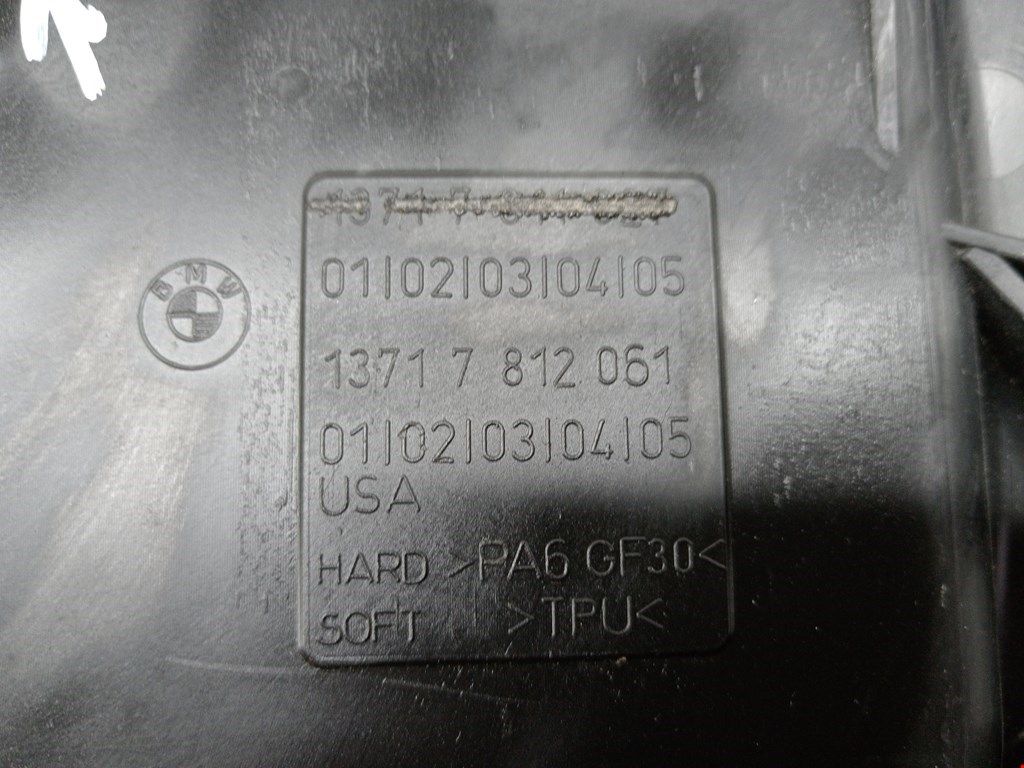 BMW
01|02|03|04|05
1371 7 812 061
01|02|03|04|05
USA
HARD >PA6 GF30<
SOFT >TPU<